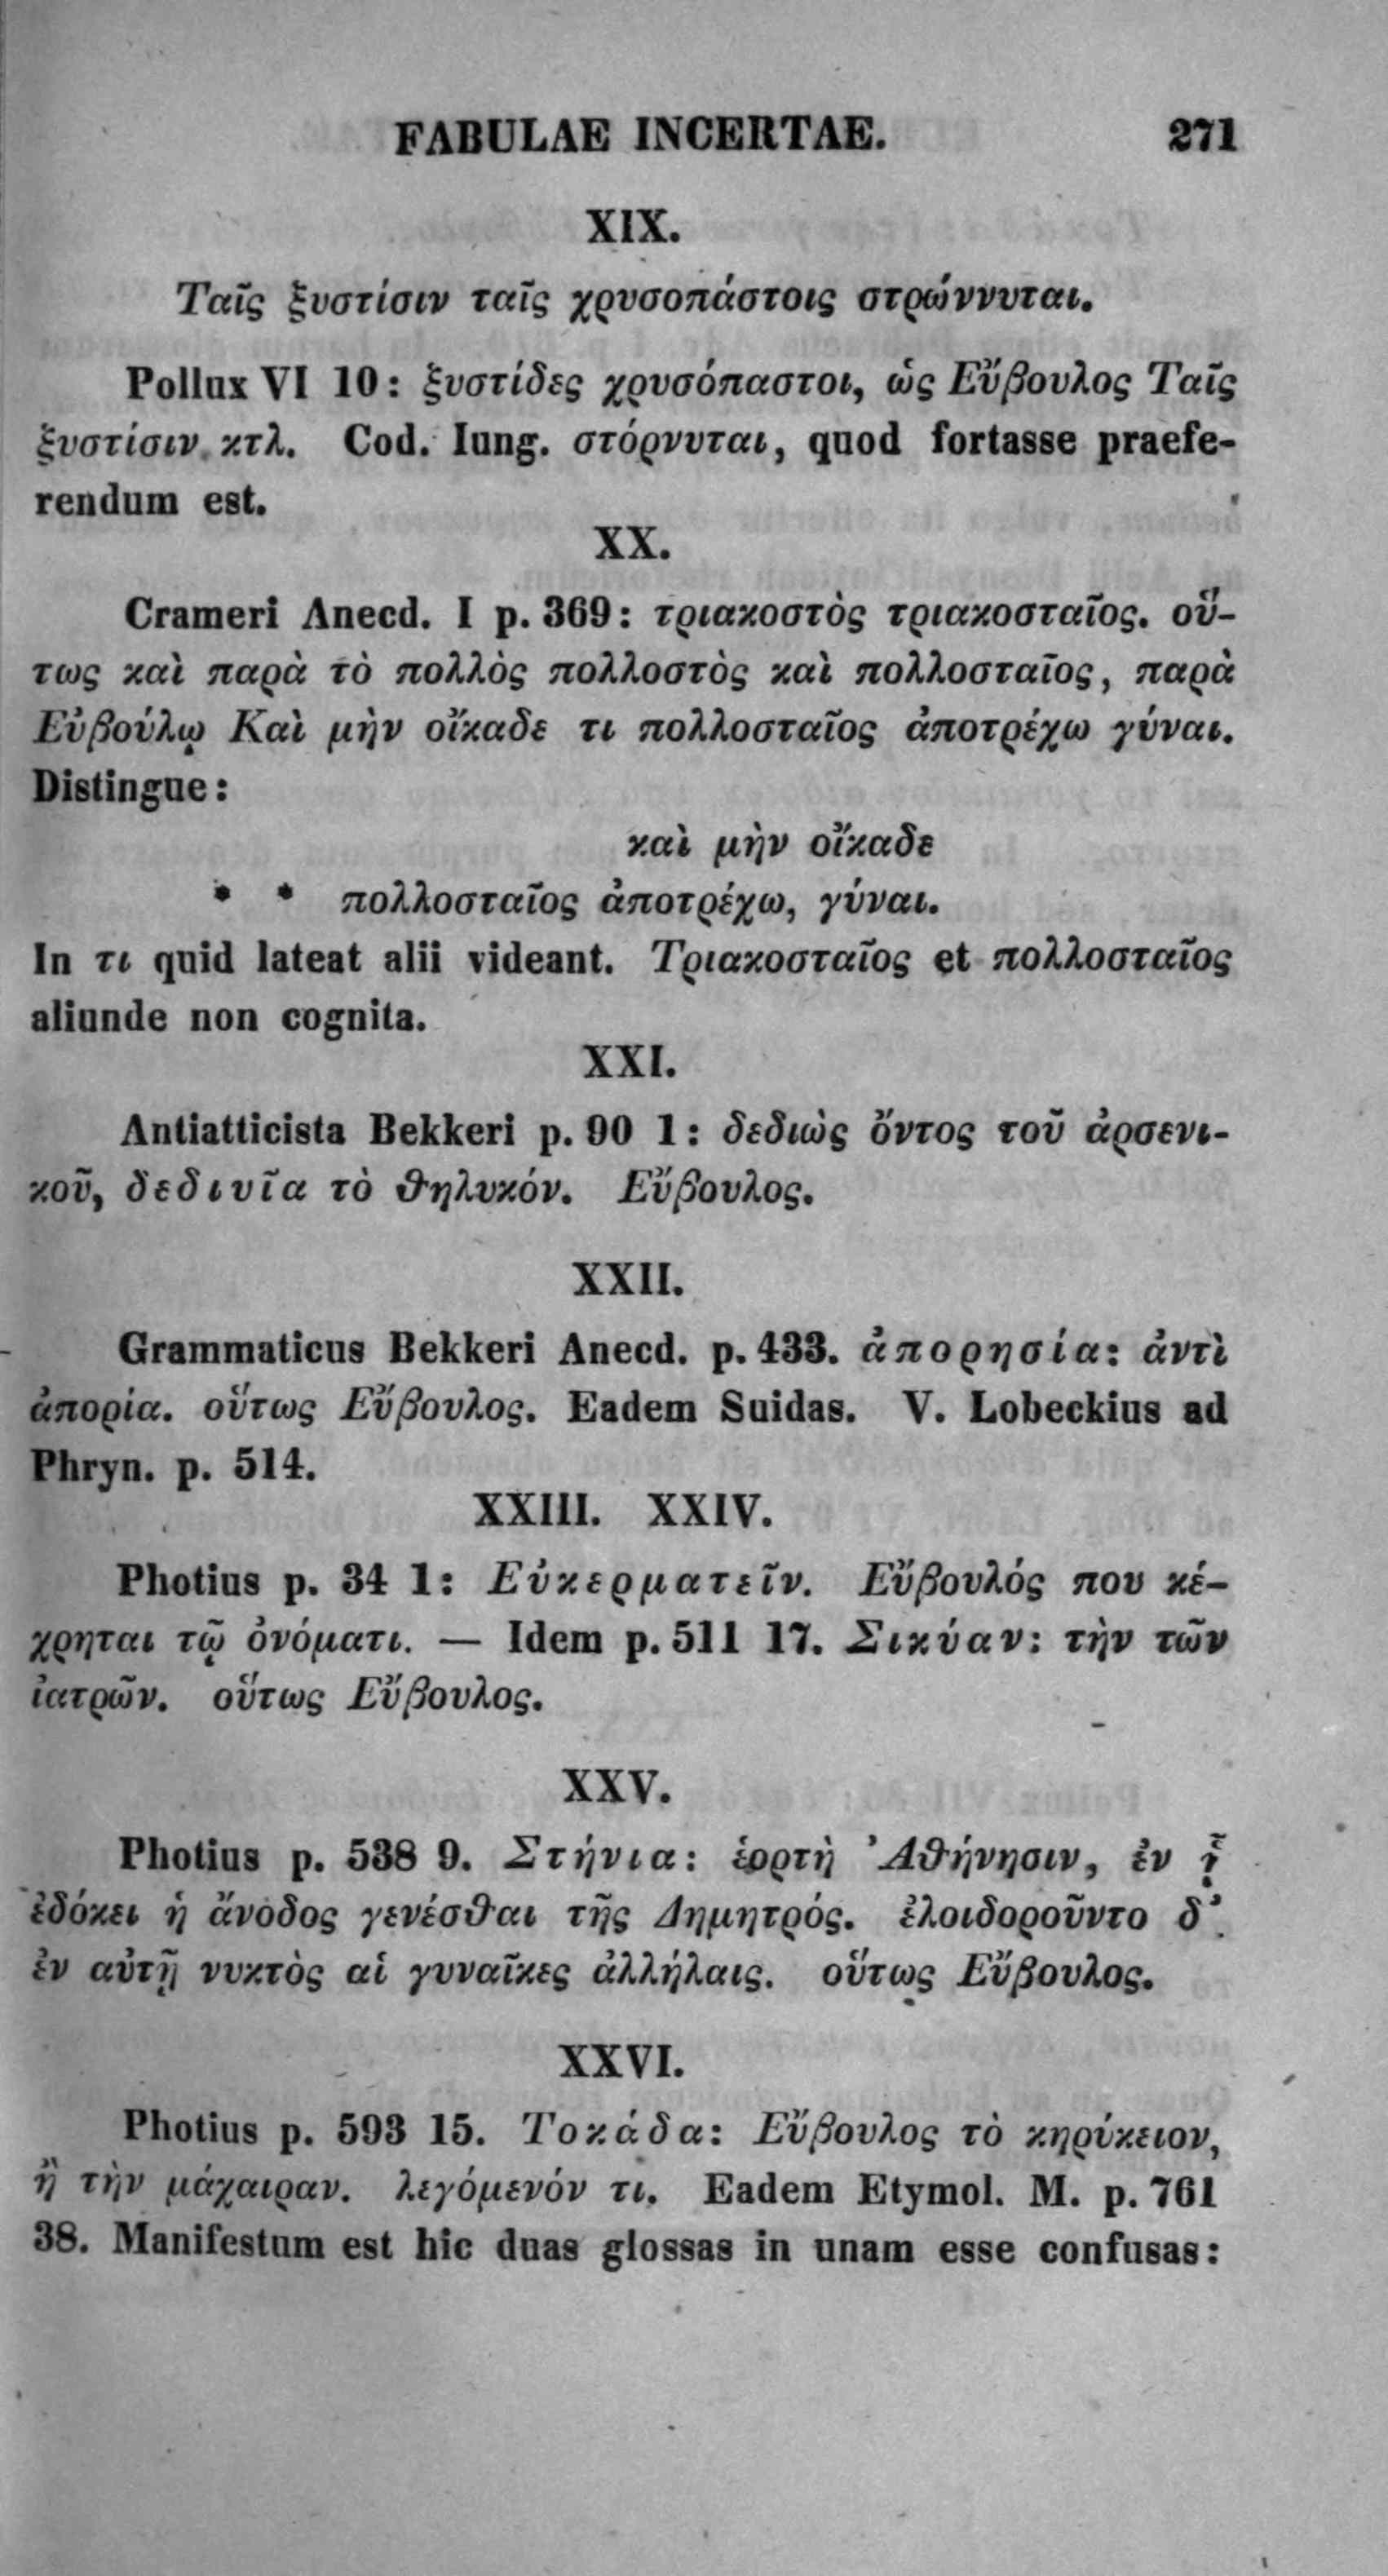 FABULAE INCERTAE. 271
XIX.
Ταῖς ξυστίσιν ταῖς χρυσοπάστοις στρώννυται.
Pollux VI 10: ξυστίδες χρυσόπαστοι, ὡς Εὔβουλος Ταῖς
ξυστίσιν κτλ. Cod. Iung. στόρνυται, quod fortasse praefe-
rendum est.
XX.
Crameri Anecd. I p. 369: τριακοστὸς τριακοσταῖος. οὕ-
τως καὶ παρὰ τὸ πολλὸς πολλοστὸς καὶ πολλοσταῖος, παρὰ
Εὐβούλῳ Καὶ μὴν οἴκαδε τι πολλοσταῖος ἀποτρέχω γύναι.
Distingue:
καὶ μὴν οἴκαδε
* * πολλοσταῖος ἀποτρέχω, γύναι.
In τι quid lateat alii videant. Τριακοσταῖος et πολλοσταῖος
aliunde non cognita.
XXI.
Antiatticista Bekkeri p. 90 1: δεδιὼς ὄντος τοῦ ἀρσενι-
κοῦ, δεδινῖα τὸ θηλυκόν. Εὔβουλος.
XXII.
Grammaticus Bekkeri Anecd. p. 433. ἀπορησία: ἀντὶ
ἀπορία. οὕτως Εὔβουλος. Eadem Suidas. V. Lobeckius ad
Phryn. p. 514.
XXIII. XXIV.
Photius p. 34 1: Εὐκερματεῖν. Εὔβουλός που κέ-
χρηται τῷ ὀνόματι. — Idem p. 511 17. Σικύαν: τὴν τῶν
ἰατρῶν. οὕτως Εὔβουλος.
XXV.
Photius p. 538 9. Στήνια: ἑορτὴ Ἀθήνησιν, ἐν ᾗ
ἐδόκει ἡ ἄνοδος γενέσθαι τῆς Δημητρός. ἐλοιδοροῦντο δ’
ἐν αὐτῇ νυκτὸς αἱ γυναῖκες ἀλλήλαις. οὕτως Εὔβουλος.
XXVI.
Photius p. 593 15. Τοκάδα: Εὔβουλος τὸ κηρύκειον,
ἢ τὴν μάχαιραν. λεγόμενόν τι. Eadem Etymol. M. p. 761
38. Manifestum est hic duas glossas in unam esse confusas: